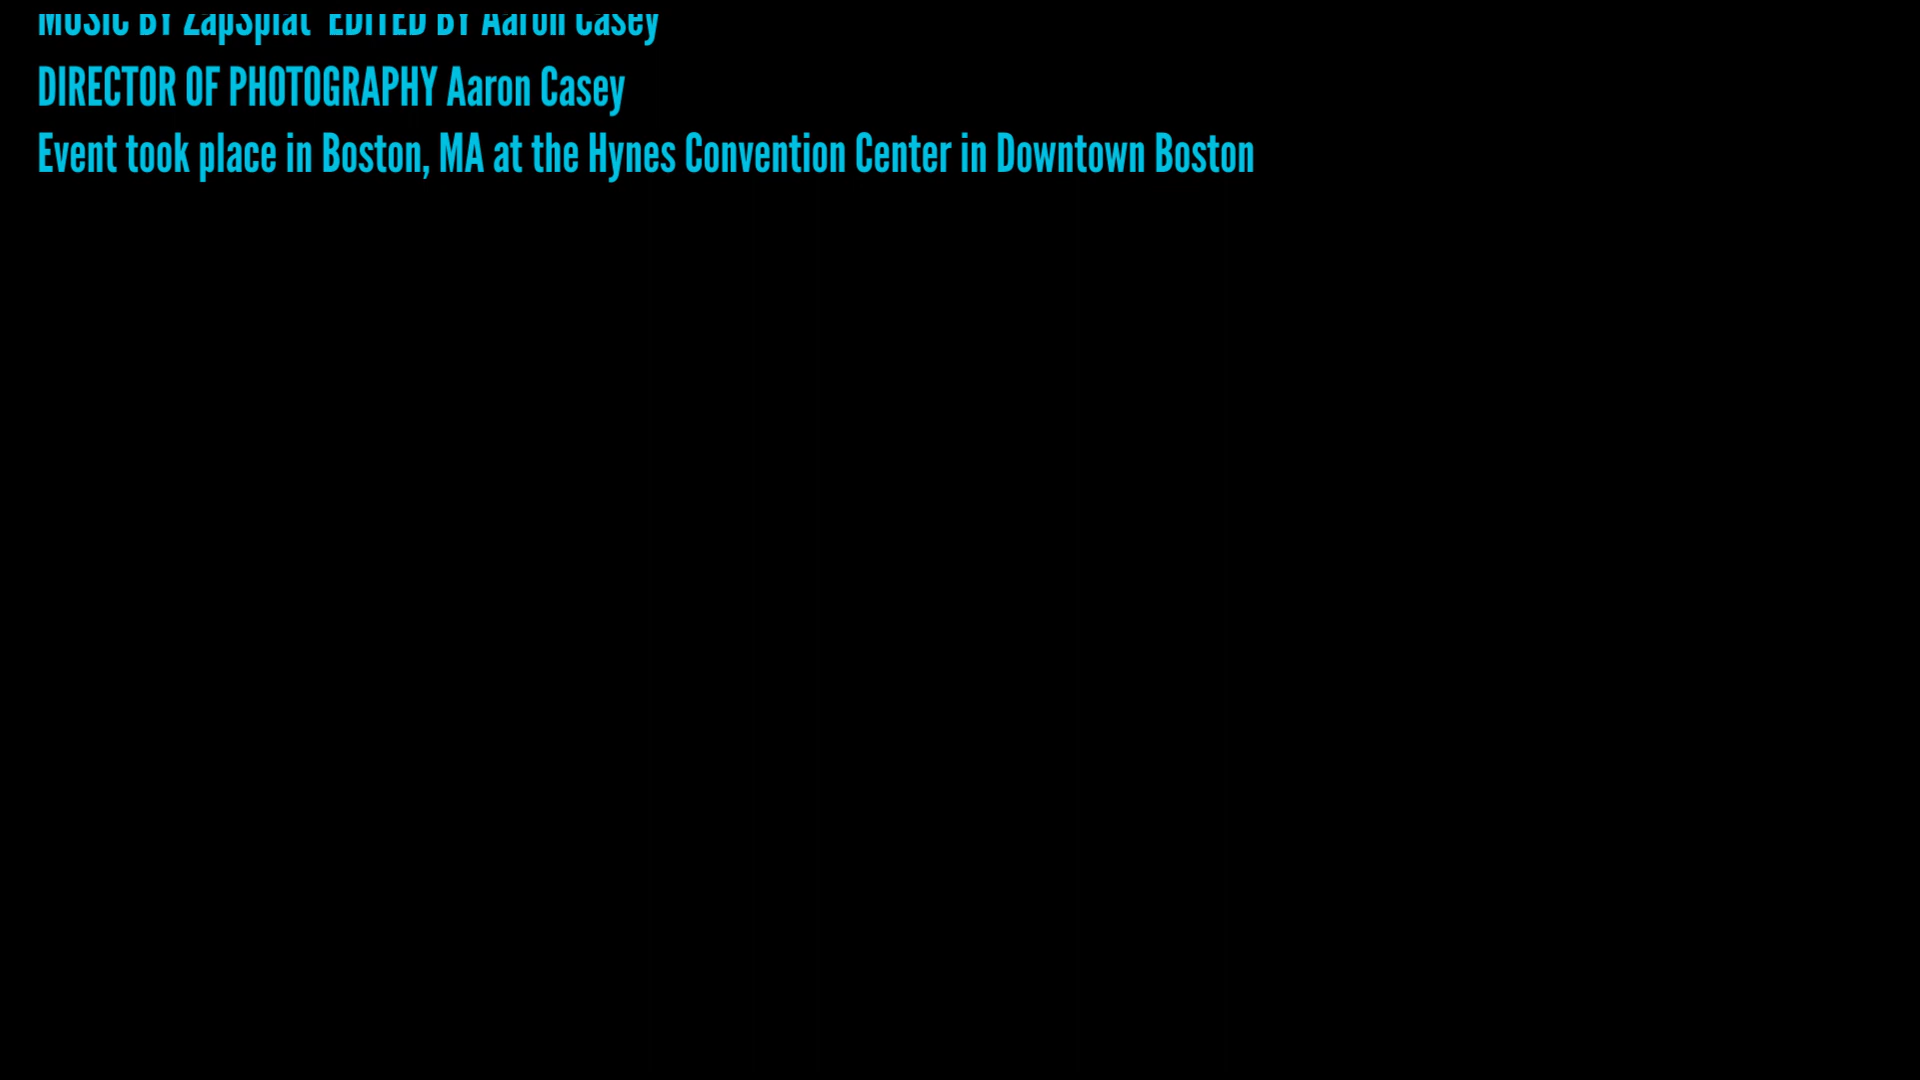 MUSIC BY ZapSplat EDITED BY Aaron Casey
DIRECTOR OF PHOTOGRAPHY Aaron Casey
Event took place in Boston, MA at the Hynes Convention Center in Downtown Boston